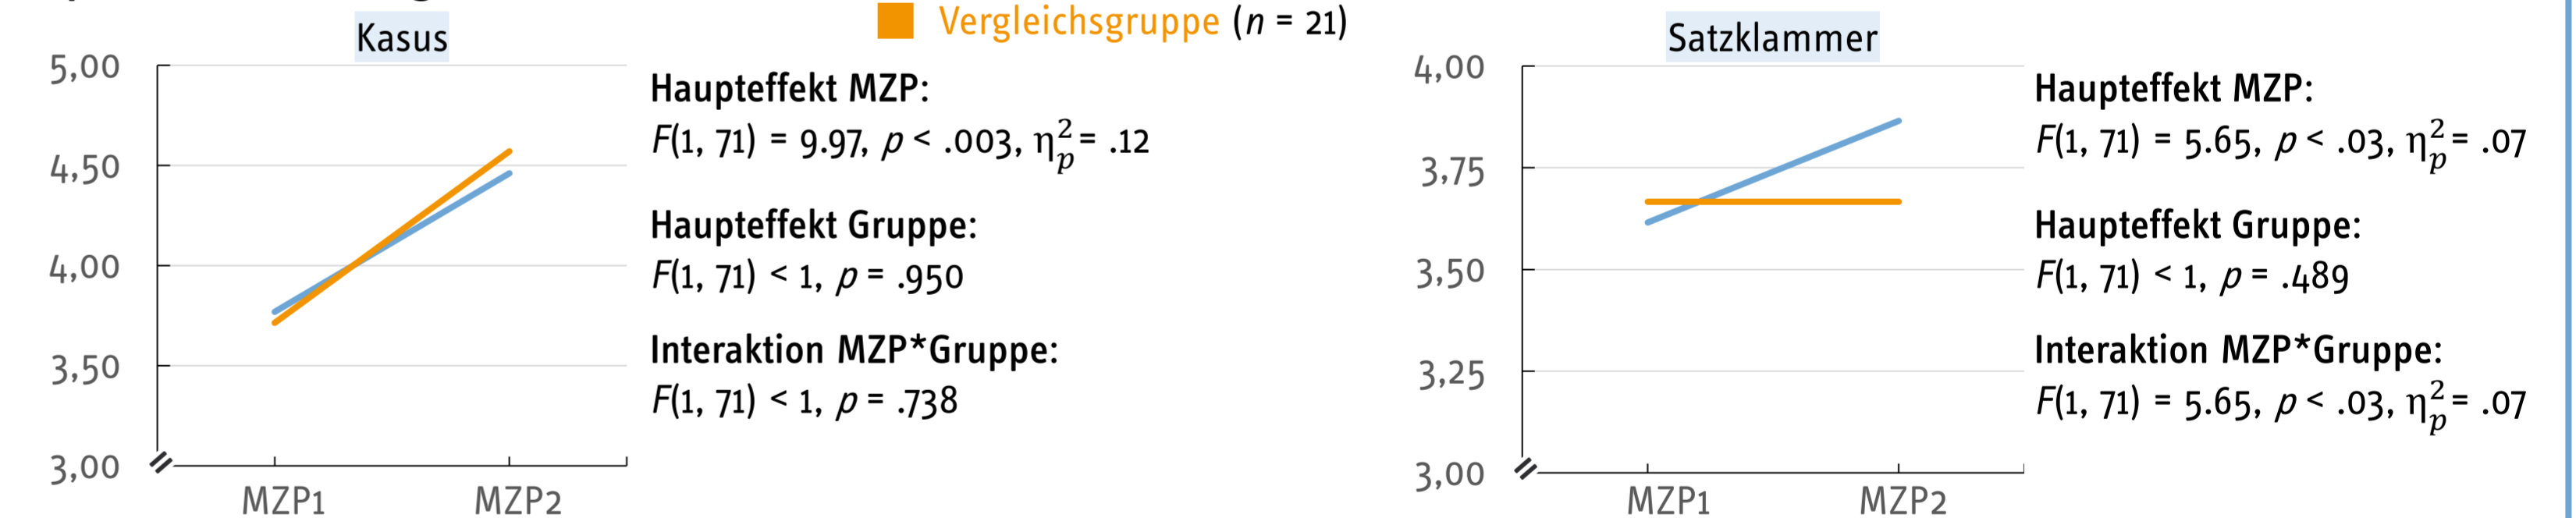 Vergleichsgruppe (n = 21)
Kasus
5,00
4,50
4,00
3,50
3,00
MZP1 MZP2
Haupteffekt MZP:
F(1, 71) = 9.97, p < .003, η²p = .12
Haupteffekt Gruppe:
F(1, 71) < 1, p = .950
Interaktion MZP*Gruppe:
F(1, 71) < 1, p = .738
Satzklammer
4,00
3,75
3,50
3,25
3,00
MZP1 MZP2
Haupteffekt MZP:
F(1, 71) = 5.65, p < .03, η²p = .07
Haupteffekt Gruppe:
F(1, 71) < 1, p = .489
Interaktion MZP*Gruppe:
F(1, 71) = 5.65, p < .03, η²p = .07